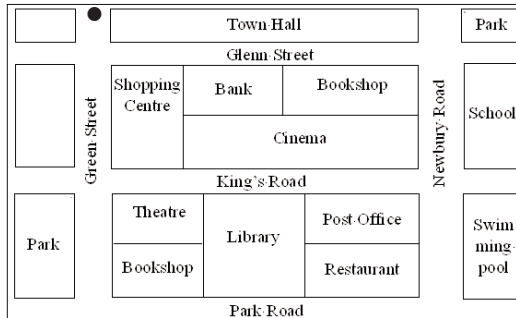 Town Hall
Park
Glenn Street
Shopping
Centre
Bank
Bookshop
School
Green Street
Cinema
Newbury Road
King's Road
Park
Theatre
Library
Post Office
Bookshop
Restaurant
Swim
ming
pool
Park Road